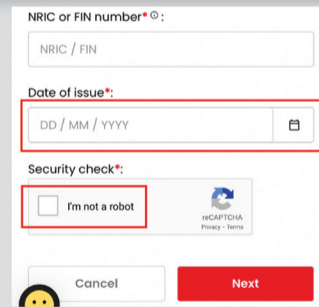 NRIC or FIN number* ⓘ:
NRIC / FIN
Date of issue*:
DD / MM / YYYY
Security check*:
I'm not a robot
reCAPTCHA
Privacy - Terms
Cancel
Next